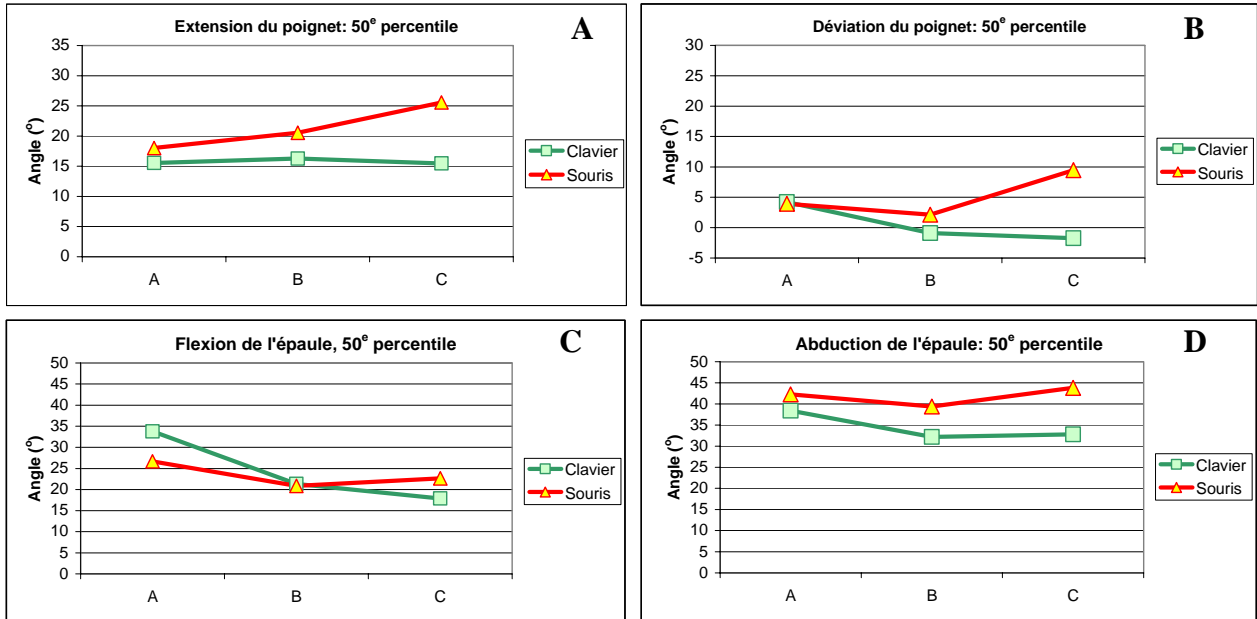 Extension du poignet: 50e percentile
A
35
30
25
20
15
10
5
0
Angle (°)
A B C
Clavier
Souris
Déviation du poignet: 50e percentile
B
30
25
20
15
10
5
0
-5
Angle (°)
A B C
Clavier
Souris
Flexion de l'épaule, 50e percentile
C
50
45
40
35
30
25
20
15
10
5
0
Angle (°)
A B C
Clavier
Souris
Abduction de l'épaule: 50e percentile
D
50
45
40
35
30
25
20
15
10
5
0
Angle (°)
A B C
Clavier
Souris